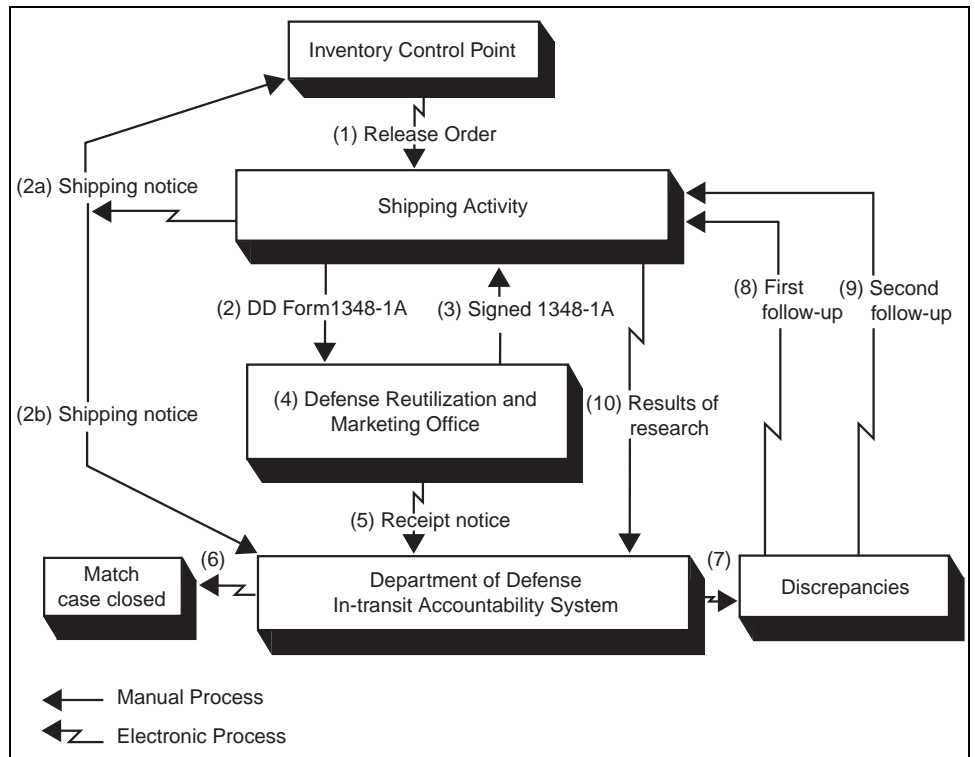 Inventory Control Point
(1) Release Order
(2a) Shipping notice
Shipping Activity
(2) DD Form1348-1A
(3) Signed 1348-1A
(8) First
follow-up
(9) Second
follow-up
(4) Defense Reutilization and
Marketing Office
(10) Results of
research
(2b) Shipping notice
(5) Receipt notice
(6)
(7)
Match
case closed
Department of Defense
In-transit Accountability System
Discrepancies
Manual Process
Electronic Process